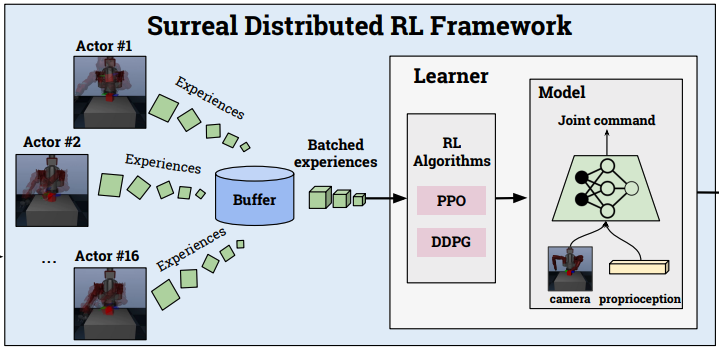 Surreal Distributed RL Framework
Actor #1
Experiences
Actor #2
Experiences
...
Actor #16
Experiences
Buffer
Batched
experiences
Learner
RL
Algorithms
PPO
DDPG
Model
Joint command
camera
proprioception